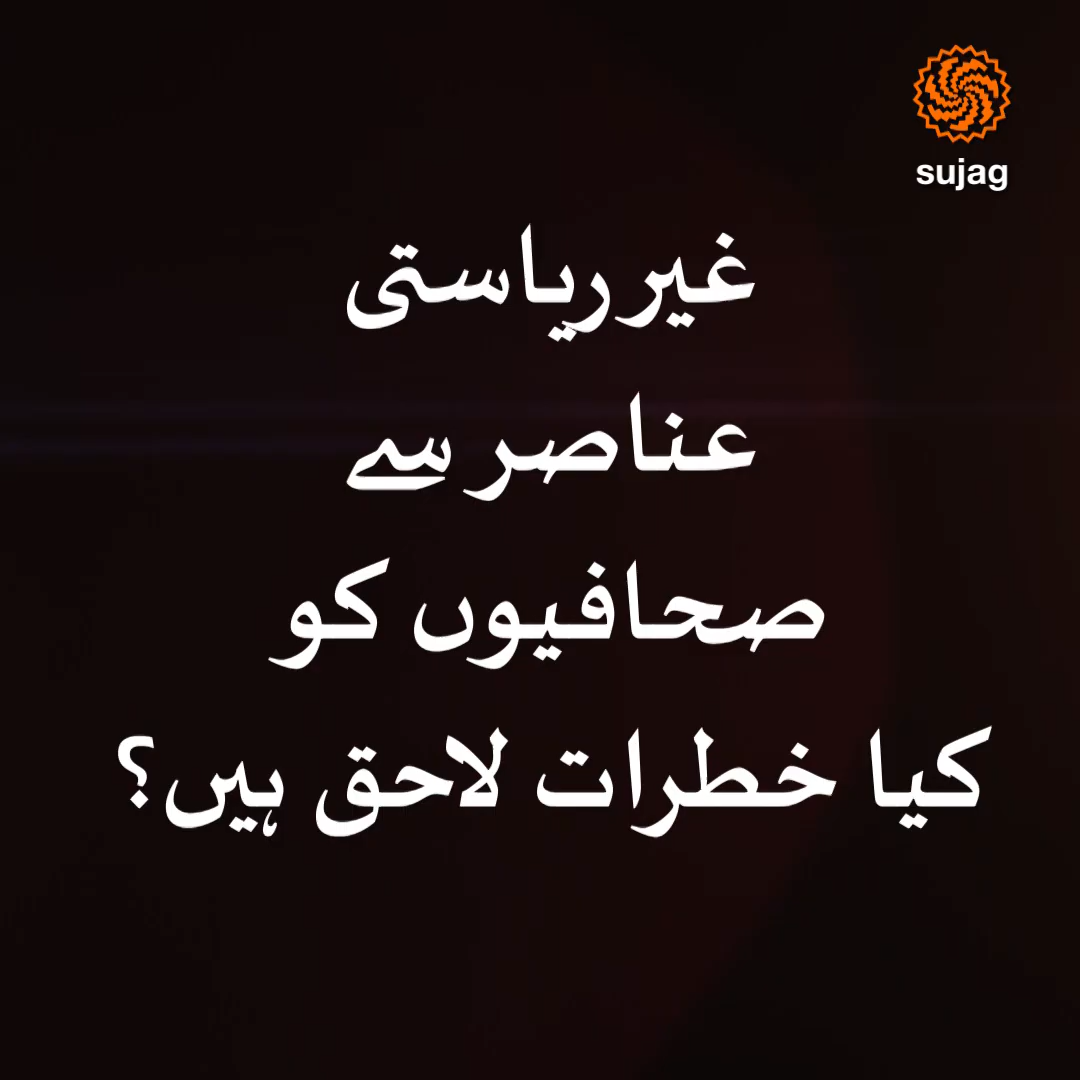 sujag
غیر ریاستی
عناصر سے
صحافیوں کو
کیا خطرات لاحق ہیں؟